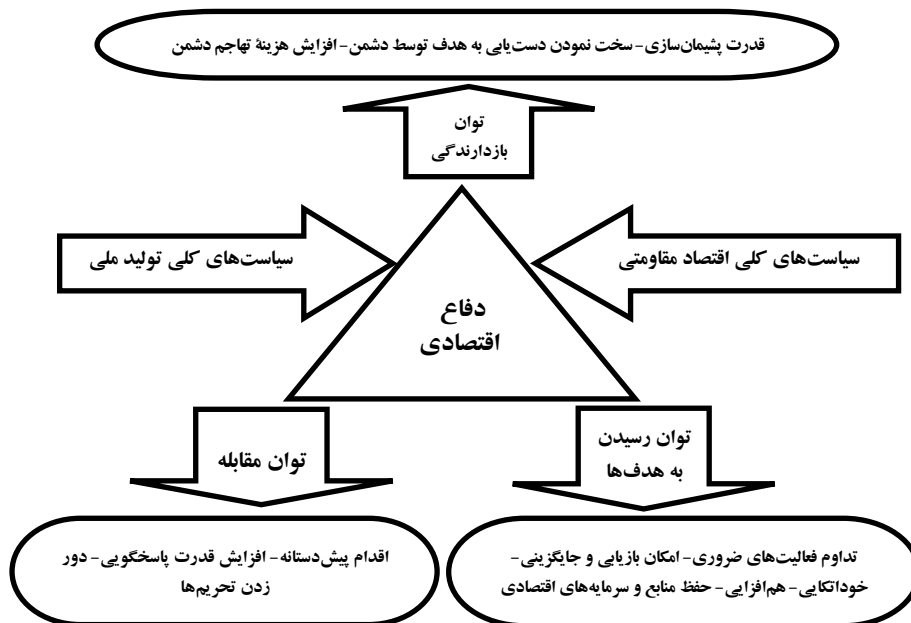 قدرت پشیمان‌سازی- سخت نمودن دست‌یابی به هدف توسط دشمن- افزایش هزینهٔ تهاجم دشمن
توان
بازدارندگی
سیاست‌های کلی اقتصاد مقاومتی
سیاست‌های کلی تولید ملی
دفاع
اقتصادی
توان رسیدن
به هدف‌ها
توان مقابله
تداوم فعالیت‌های ضروری- امکان بازیابی و جایگزینی-
خوداتکایی- هم‌افزایی- حفظ منابع و سرمایه‌های اقتصادی
اقدام پیش‌دستانه- افزایش قدرت پاسخگویی- دور
زدن تحریم‌ها